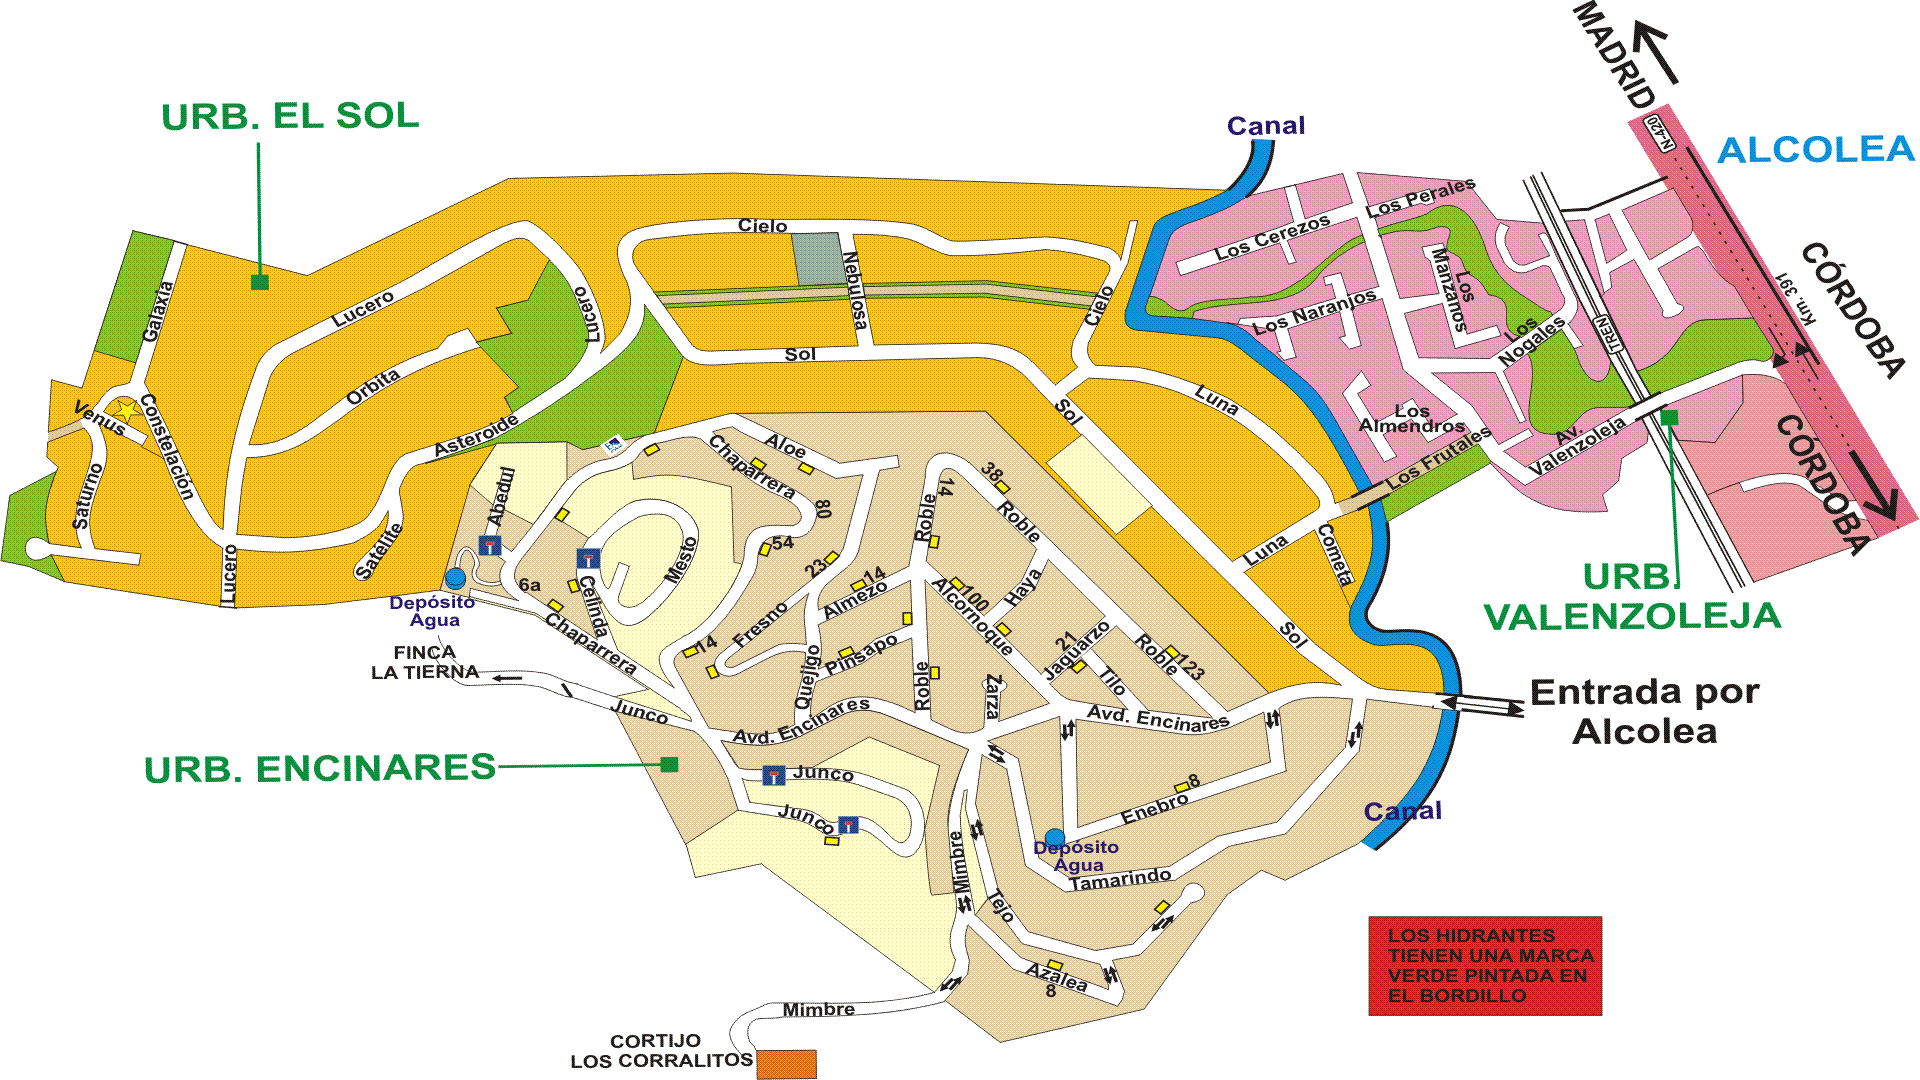 MADRID
N-420
Canal
URB. EL SOL
ALCOLEA
Los Perales
Los Cerezos
Cielo
Nebulosa
CÓRDOBA
Km. 391
Galaxia
Lucero
Lucero
Cielo
Los
Manzanos
Los Naranjos
Los
Nogales
TREN
Sol
Orbita
Venus
Constelación
Asteroide
Sol
Luna
Los
Almendros
Av.
Valenzoleja
Los Frutales
CÓRDOBA
Chaparrera
Aloe
Saturno
Abedul
80
14
38
Roble
Roble
Lucero
Satélite
54
23
Mesto
Luna
Cometa
URB.
VALENZOLEJA
Depósito
Agua
6a
Celinda
Chaparrera
14
Fresno
14
Almezo
100
Alcornoque
Haya
FINCA
LA TIERNA
Quejigo
Pinsapo
Roble
21
Jaguarzo
Tilo
Roble
123
Sol
Zarza
Junco
Avd. Encinares
Avd. Encinares
Entrada por
Alcolea
URB. ENCINARES
Junco
Junco
8
Enebro
Canal
Depósito
Agua
Tamarindo
Mimbre
Tejo
Azalea
8
LOS HIDRANTES
TIENEN UNA MARCA
VERDE PINTADA EN
EL BORDILLO
Mimbre
CORTIJO
LOS CORRALITOS